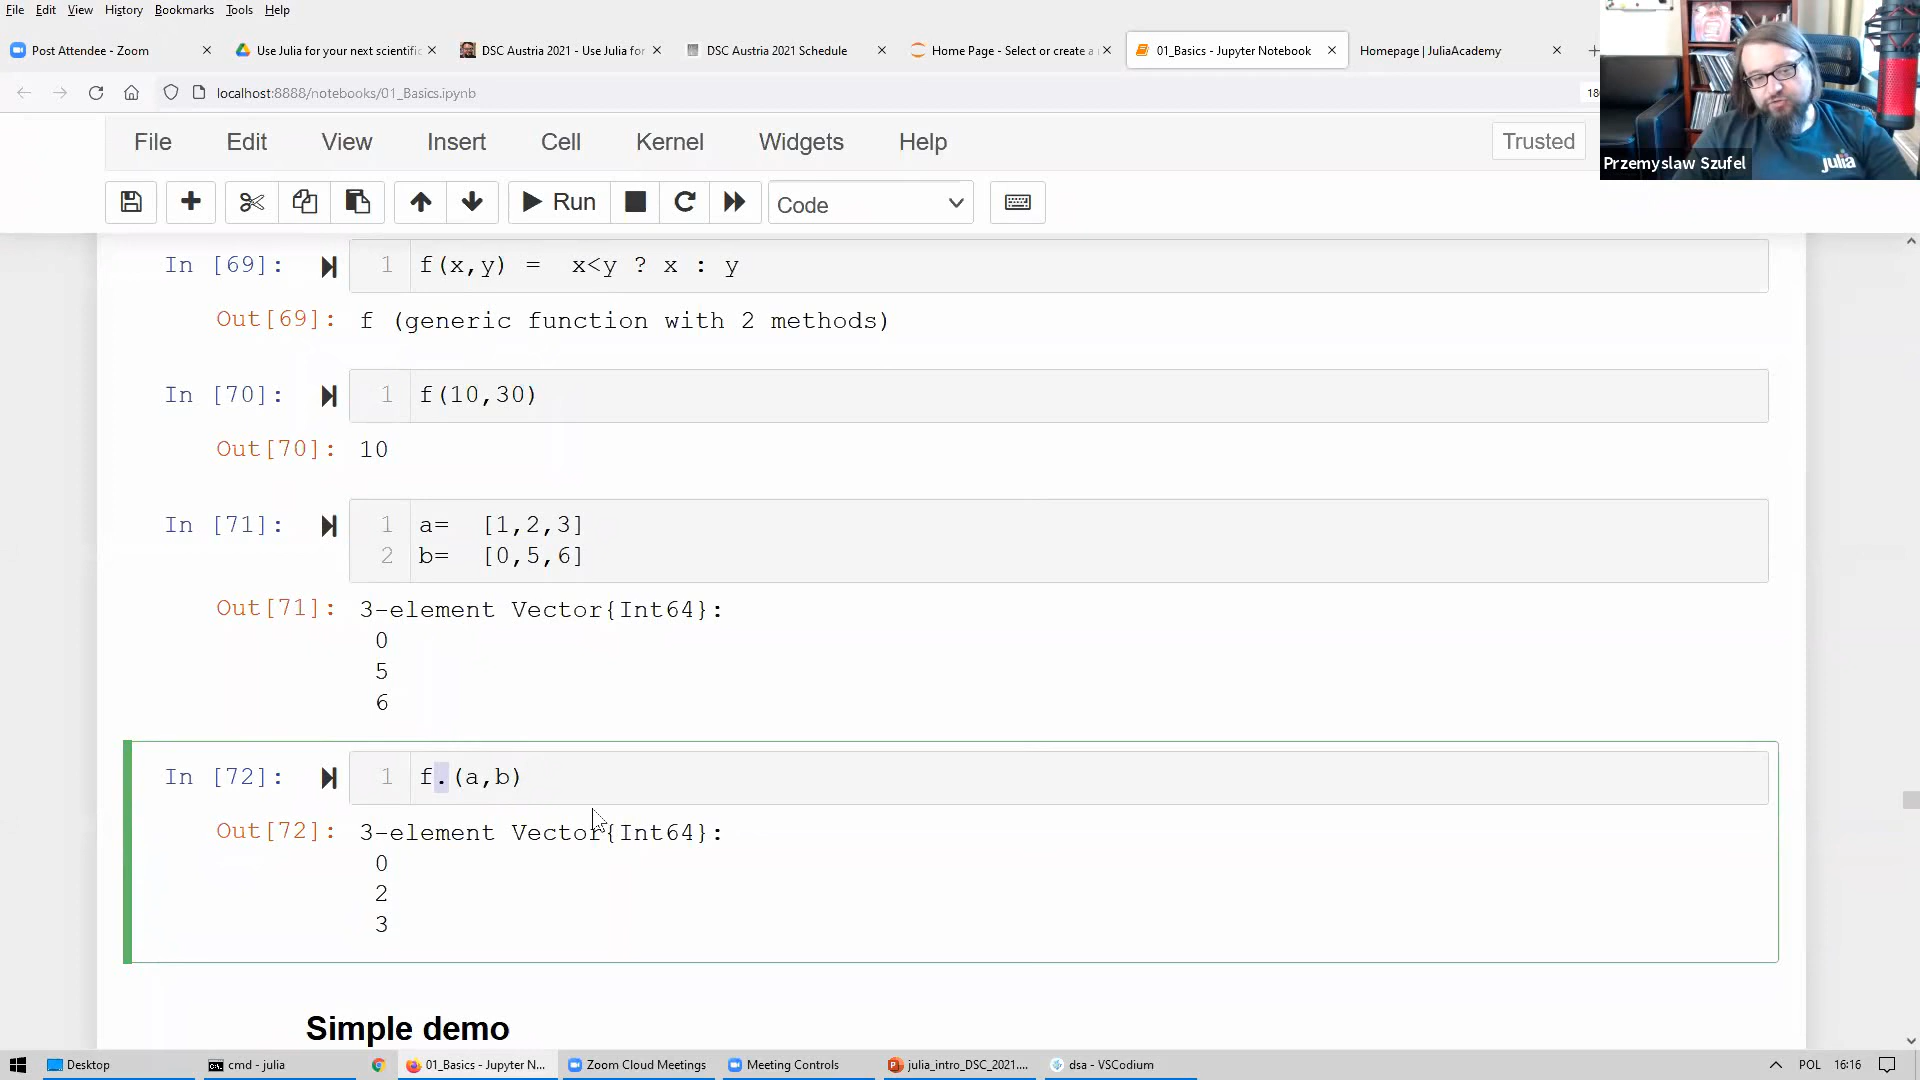 File Edit View History Bookmarks Tools Help
Post Attendee - Zoom
Use Julia for your next scientific
DSC Austria 2021 - Use Julia for
DSC Austria 2021 Schedule
Home Page - Select or create a
01_Basics - Jupyter Notebook
Homepage | JuliaAcademy
localhost:8888/notebooks/01_Basics.ipynb
julia
Przemyslaw Szufel
File Edit View Insert Cell Kernel Widgets Help
Trusted
Run
Code
In [69]: 1 f(x,y) =  x<y ? x : y
Out[69]: f (generic function with 2 methods)
In [70]: 1 f(10,30)
Out[70]: 10
In [71]: 1 a=  [1,2,3]
2 b=  [0,5,6]
Out[71]: 3-element Vector{Int64}:
0
5
6
In [72]: 1 f.(a,b)
Out[72]: 3-element Vector{Int64}:
0
2
3
Simple demo
Desktop
cmd - julia
01_Basics - Jupyter N...
Zoom Cloud Meetings
Meeting Controls
julia_intro_DSC_2021....
dsa - VSCodium
POL
16:16